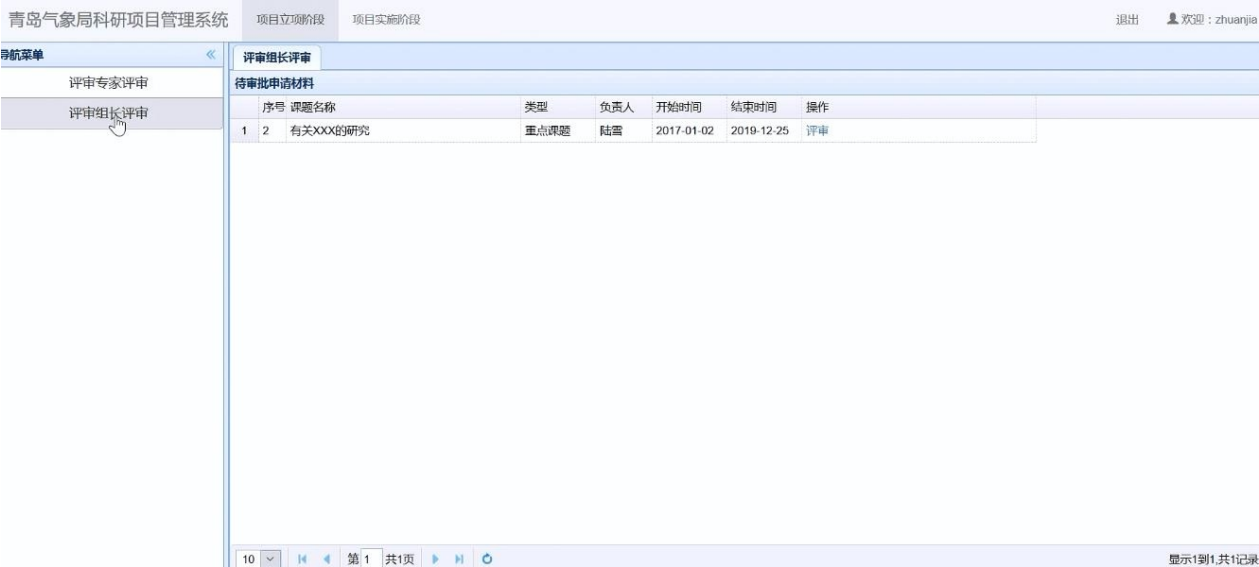 青岛气象局科研项目管理系统 项目立项阶段 项目实施阶段 退出 欢迎：zhuanjia
导航菜单 评审组长评审
评审专家评审 待审批申请材料
评审组长评审 序号 课题名称 类型 负责人 开始时间 结束时间 操作
1 2 有关XXX的研究 重点课题 陆雪 2017-01-02 2019-12-25 评审
10 第 1 共1页 显示1到1,共1记录